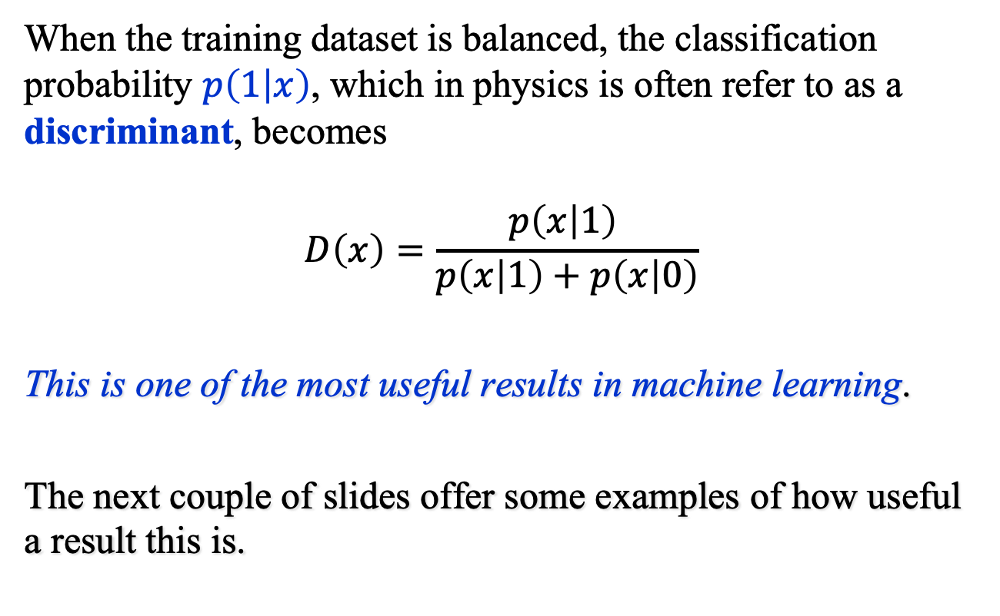 When the training dataset is balanced, the classification
probability p(1|x), which in physics is often refer to as a
discriminant, becomes
D(x) = p(x|1) / p(x|1) + p(x|0)
This is one of the most useful results in machine learning.
The next couple of slides offer some examples of how useful
a result this is.